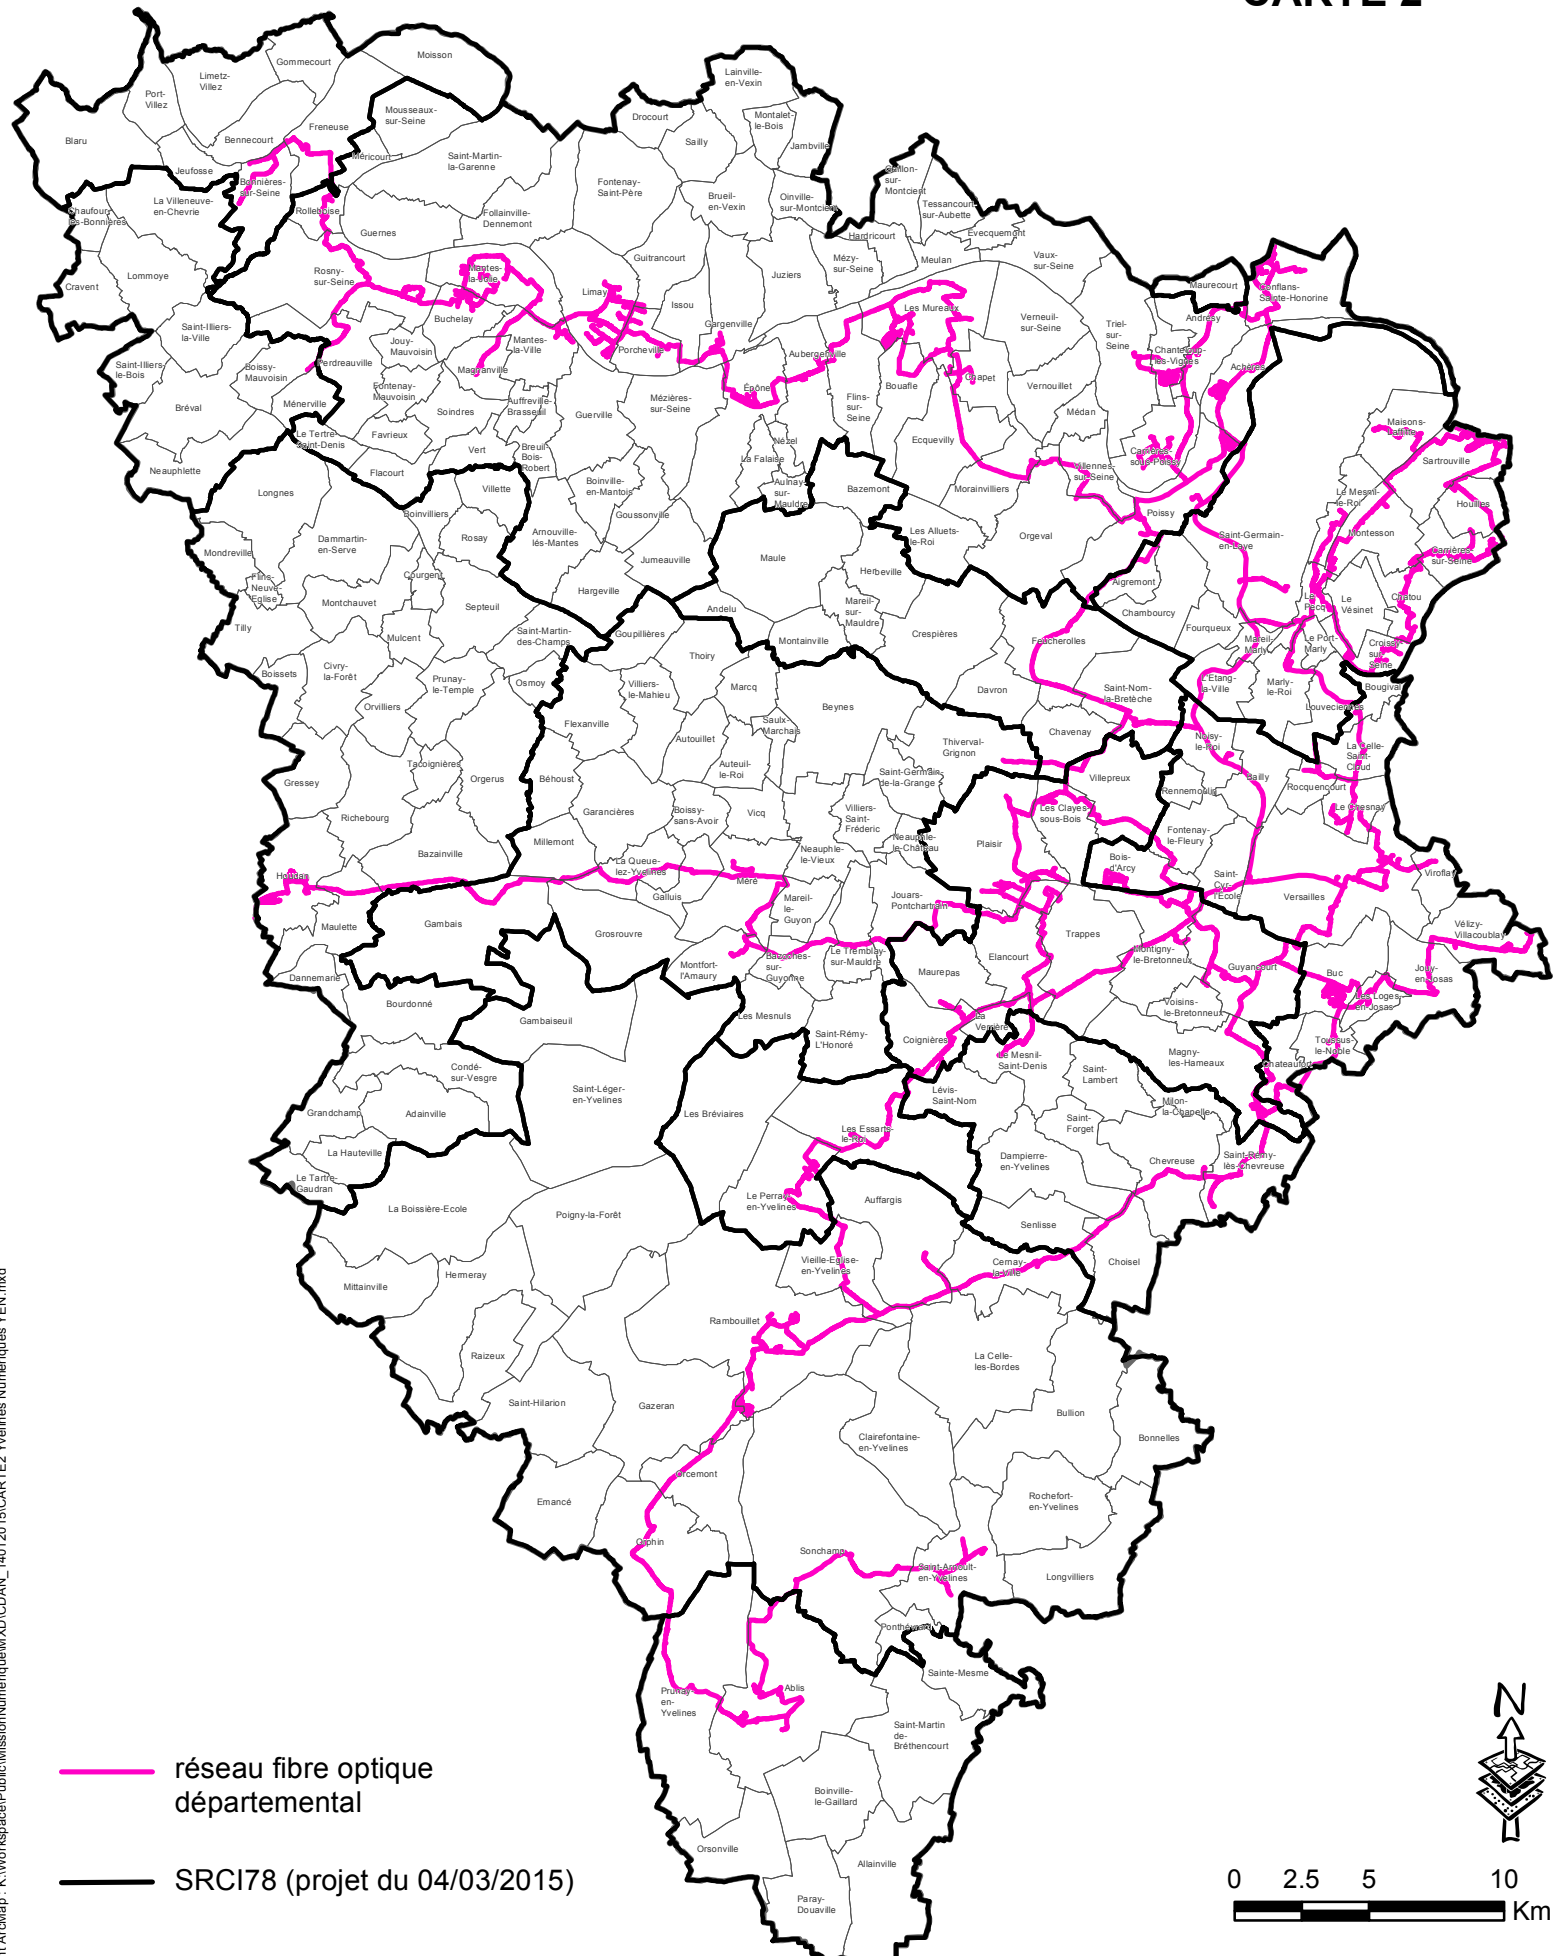 Moisson
Gommecourt
Limetz-
Villez
Port-
Villez
Lainville-
en-Vexin
Mousseaux-
sur-Seine
Drocourt
Montalet-
le-Bois
Freneuse
Bennecourt
Blaru
Sailly
Jambville
Méricourt
Saint-Martin-
la-Garenne
Jeufosse
Bonnières-
sur-Seine
Fontenay-
Saint-Père
Brueil-
en-Vexin
Oinville-
sur-Montcient
sur-
Montcient
Tessancourt-
sur-Aubette
La Villeneuve-
en-Chevrie
Chaufour-
lès-Bonnières
Rolleboise
Follainville-
Dennemont
Guernes
Hardricourt
Evecquemont
Lommoye
Cravent
Rosny-
sur-Seine
Mantes-
la-Jolie
Guitrancourt
Juziers
Mézy-
sur-Seine
Meulan
Vaux-
sur-Seine
Maurecourt
Conflans-
Sainte-Honorine
Limay
Issou
Les Mureaux
Buchelay
Saint-Illiers-
la-Ville
Gargenville
Verneuil-
sur-Seine
Triel-
sur-
Seine
Andrésy
Jouy-
Mauvoisin
Mantes-
la-Ville
Porcheville
Aubergenville
Chanteloup-
les-Vignes
Achères
Saint-Illiers-
le-Bois
Boissy-
Mauvoisin
Perdreauville
Magnanville
Epône
Bouafle
Chapet
Vernouillet
Fontenay-
Mauvoisin
Bréval
Ménerville
Soindres
Auffreville-
Brasseuil
Guerville
Mézières-
sur-Seine
Flins-
sur-
Seine
Médan
Maisons-
Laffitte
Le Tertre-
Saint-Denis
Favrieux
Vert
Breuil-
Bois-
Robert
Nézel
La Falaise
Ecquevilly
Carrières-
sous-Poissy
Sartrouville
Neauphlette
Flacourt
Villennes-
sur-Seine
Longnes
Villette
Boinville-
en-Mantois
Aulnay-
sur-
Mauldre
Bazemont
Morainvilliers
Le Mesnil-
le-Roi
Houilles
Boinvilliers
Goussonville
Poissy
Mondreville
Dammartin-
en-Serve
Rosay
Arnouville-
lès-Mantes
Les Alluets-
le-Roi
Orgeval
Saint-Germain-
en-Laye
Montesson
Jumeauville
Maule
Carrières-
sur-Seine
Flins-
Neuve-
Eglise
Courgent
Herbeville
Aigremont
Montchauvet
Septeuil
Hargeville
Andelu
Mareil-
sur-
Mauldre
Chambourcy
Le
Pecq
Le
Vésinet
Chatou
Tilly
Mulcent
Saint-Martin-
des-Champs
Goupillières
Montainville
Crespières
Feucherolles
Fourqueux
Mareil-
Marly
Le Port-
Marly
Croissy-
sur-
Seine
Boissets
Civry-
la-Forêt
Prunay-
le-Temple
Osmoy
Thoiry
Villiers-
le-Mahieu
Marcq
Davron
Saint-Nom-
la-Bretèche
L'Etang-
la-Ville
Marly-
le-Roi
Bougival
Orvilliers
Flexanville
Beynes
Louveciennes
Saulx-
Marchais
Chavenay
Noisy-
le-Roi
Autouillet
Thiverval-
Grignon
La Celle-
Saint-
Cloud
Gressey
Tacoignières
Orgerus
Béhoust
Auteuil-
le-Roi
Saint-Germain-
de-la-Grange
Villepreux
Bailly
Rennemoulin
Rocquencourt
Richebourg
Garancières
Boissy-
sans-Avoir
Vicq
Villiers-
Saint-
Fréderic
Les Clayes-
sous-Bois
Le Chesnay
Bazainville
Millemont
Neauphle-
le-Vieux
Neauphle-
le-Château
Plaisir
Fontenay-
le-Fleury
Houdan
La Queue-
lez-Yvelines
Méré
Bois-
d'Arcy
Saint-
Cyr-
l'Ecole
Versailles
Viroflay
Galluis
Mareil-
le-
Guyon
Jouars-
Pontchartrain
Maulette
Gambais
Grosrouvre
Trappes
Vélizy-
Villacoublay
Dannemarie
Montfort-
l'Amaury
Bazoches-
sur-
Guyonne
Le Tremblay-
sur-Mauldre
Maurepas
Elancourt
Montigny-
le-Bretonneux
Guyancourt
Buc
Jouy-
en-Josas
Bourdonné
Gambaiseuil
Les Mesnuls
Voisins-
le-Bretonneux
Les Loges-
en-Josas
Saint-Rémy-
L'Honoré
Coignières
La
Verrière
Toussus-
le-Noble
Condé-
sur-Vesgre
Saint-Léger-
en-Yvelines
Le Mesnil-
Saint-Denis
Magny-
les-Hameaux
Chateaufort
Grandchamp
Adainville
Les Bréviaires
Lévis-
Saint-Nom
Saint-
Lambert
Milon-
la-Chapelle
La Hauteville
Les Essarts-
le-Roi
Saint-
Forget
Le Tartre-
Gaudran
Dampierre-
en-Yvelines
Chevreuse
Saint-Rémy-
lès-Chevreuse
La Boissière-Ecole
Poigny-la-Forêt
Le Perray-
en-Yvelines
Auffargis
Senlisse
Mittainville
Hermeray
Vieille-Eglise-
en-Yvelines
Cernay-
la-Ville
Choisel
Rambouillet
Raizeux
La Celle-
les-Bordes
Saint-Hilarion
Gazeran
Bullion
Clairefontaine-
en-Yvelines
Bonnelles
Orcemont
Emancé
Rochefort-
en-Yvelines
Orphin
Sonchamp
Saint-Arnoult-
en-Yvelines
Longvilliers
Ponthévrard
Sainte-Mesme
Prunay-
en-
Yvelines
Ablis
Saint-Martin
de-
Bréthencourt
Boinville-
le-Gaillard
Orsonville
Allainville
Paray-
Douaville
réseau fibre optique
départemental
SRCI78 (projet du 04/03/2015)
N
0 2.5 5 10
Km